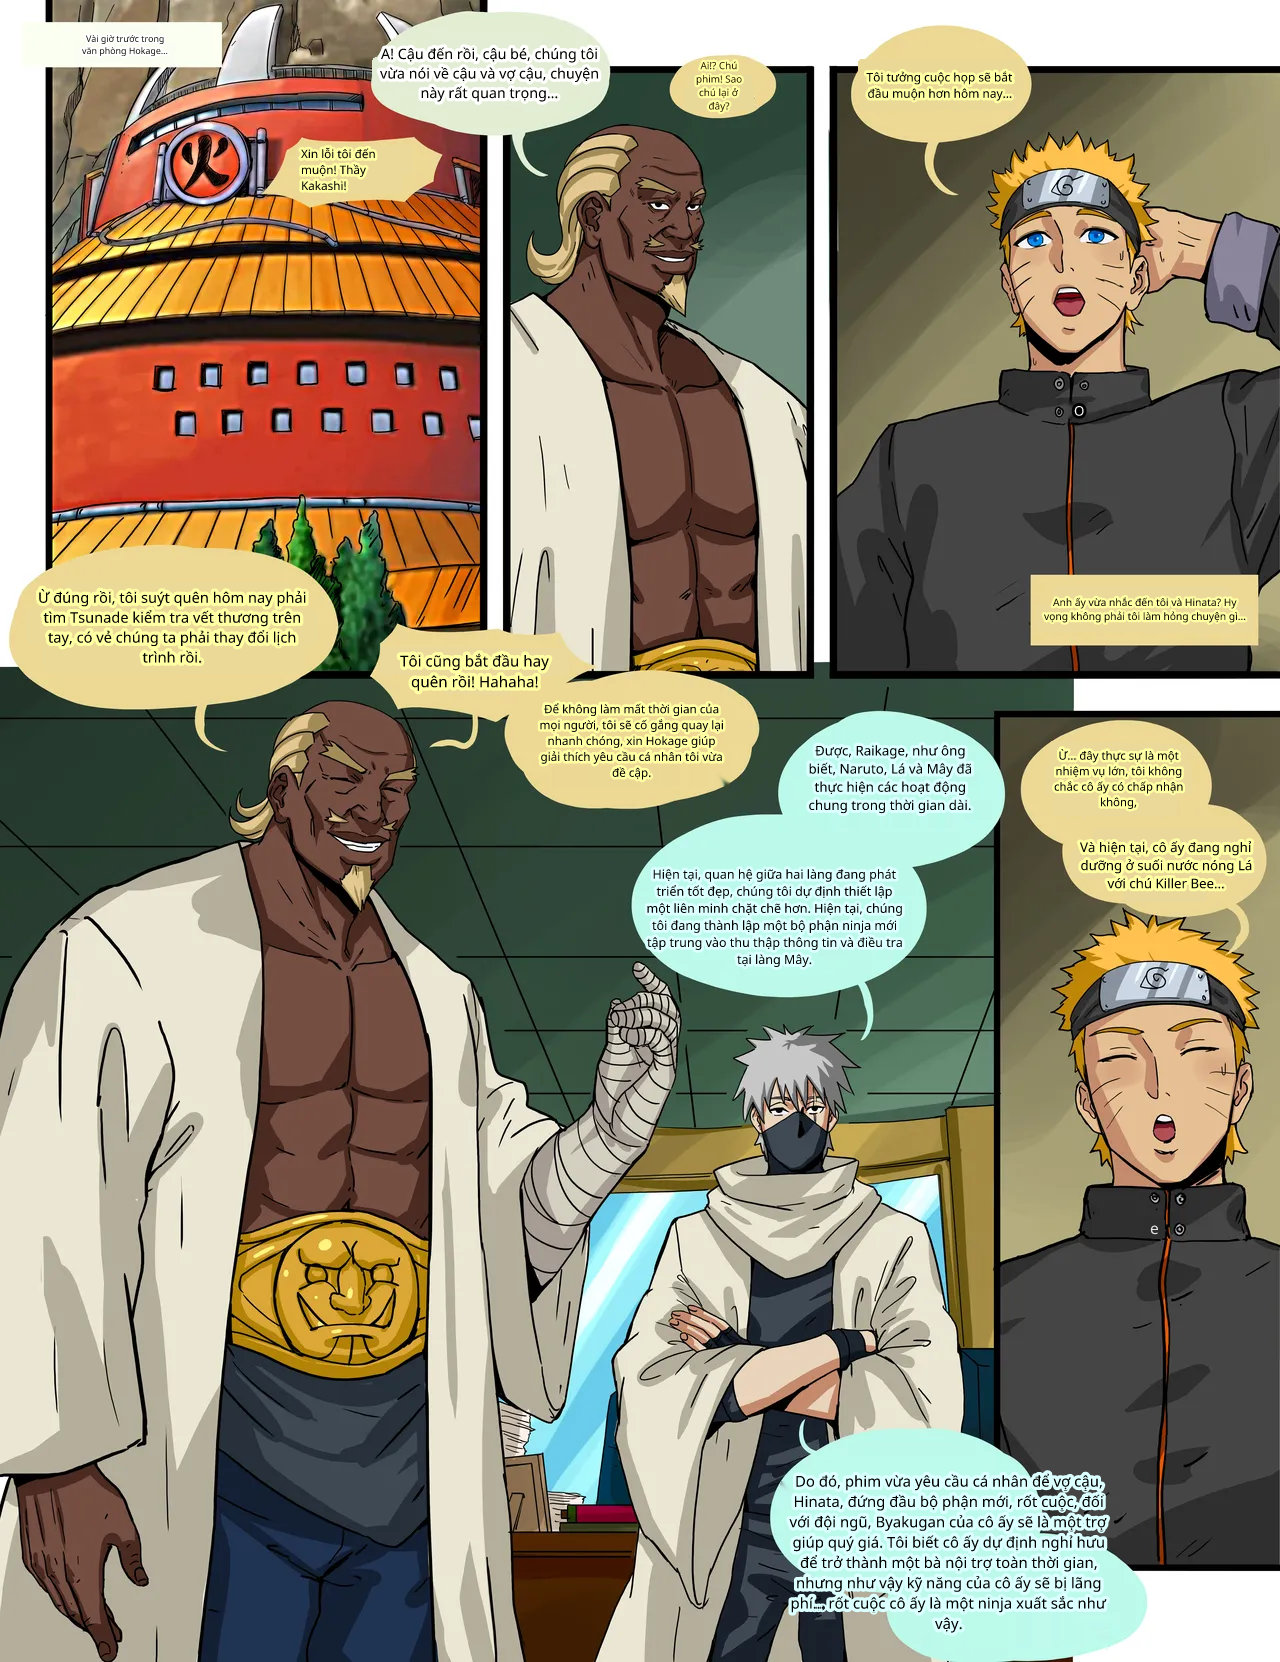 Vài giờ trước trong
văn phòng Hokage...
火
Xin lỗi tôi đến
muộn! Thầy
Kakashi!
A! Cậu đến rồi, cậu bé, chúng tôi
vừa nói về cậu và vợ cậu, chuyện
này rất quan trọng...
Ai!? Chú
phim! Sao
chú lại ở
đây?
Tôi tưởng cuộc họp sẽ bắt
đầu muộn hơn hôm nay...
Anh ấy vừa nhắc đến tôi và Hinata? Hy
vọng không phải tôi làm hỏng chuyện gì...
Ừ đúng rồi, tôi suýt quên hôm nay phải
tìm Tsunade kiểm tra vết thương trên
tay, có vẻ chúng ta phải thay đổi lịch
trình rồi.
Tôi cũng bắt đầu hay
quên rồi! Hahaha!
Để không làm mất thời gian của
mọi người, tôi sẽ cố gắng quay lại
nhanh chóng, xin Hokage giúp
giải thích yêu cầu cá nhân tôi vừa
đề cập.
Được, Raikage, như ông
biết, Naruto, Lá và Mây đã
thực hiện các hoạt động
chung trong thời gian dài.
Hiện tại, quan hệ giữa hai làng đang phát
triển tốt đẹp, chúng tôi dự định thiết lập
một liên minh chặt chẽ hơn. Hiện tại, chúng
tôi đang thành lập một bộ phận ninja mới
tập trung vào thu thập thông tin và điều tra
tại làng Mây.
Ừ... đây thực sự là một
nhiệm vụ lớn, tôi không
chắc cô ấy có chấp nhận
không,
Và hiện tại, cô ấy đang nghỉ
dưỡng ở suối nước nóng Lá
với chú Killer Bee...
Do đó, phim vừa yêu cầu cá nhân để vợ cậu,
Hinata, đứng đầu bộ phận mới, rốt cuộc, đối
với đội ngũ, Byakugan của cô ấy sẽ là một trợ
giúp quý giá. Tôi biết cô ấy dự định nghỉ hưu
để trở thành một bà nội trợ toàn thời gian,
nhưng như vậy kỹ năng của cô ấy sẽ bị lãng
phí... rốt cuộc cô ấy là một ninja xuất sắc như
vậy.